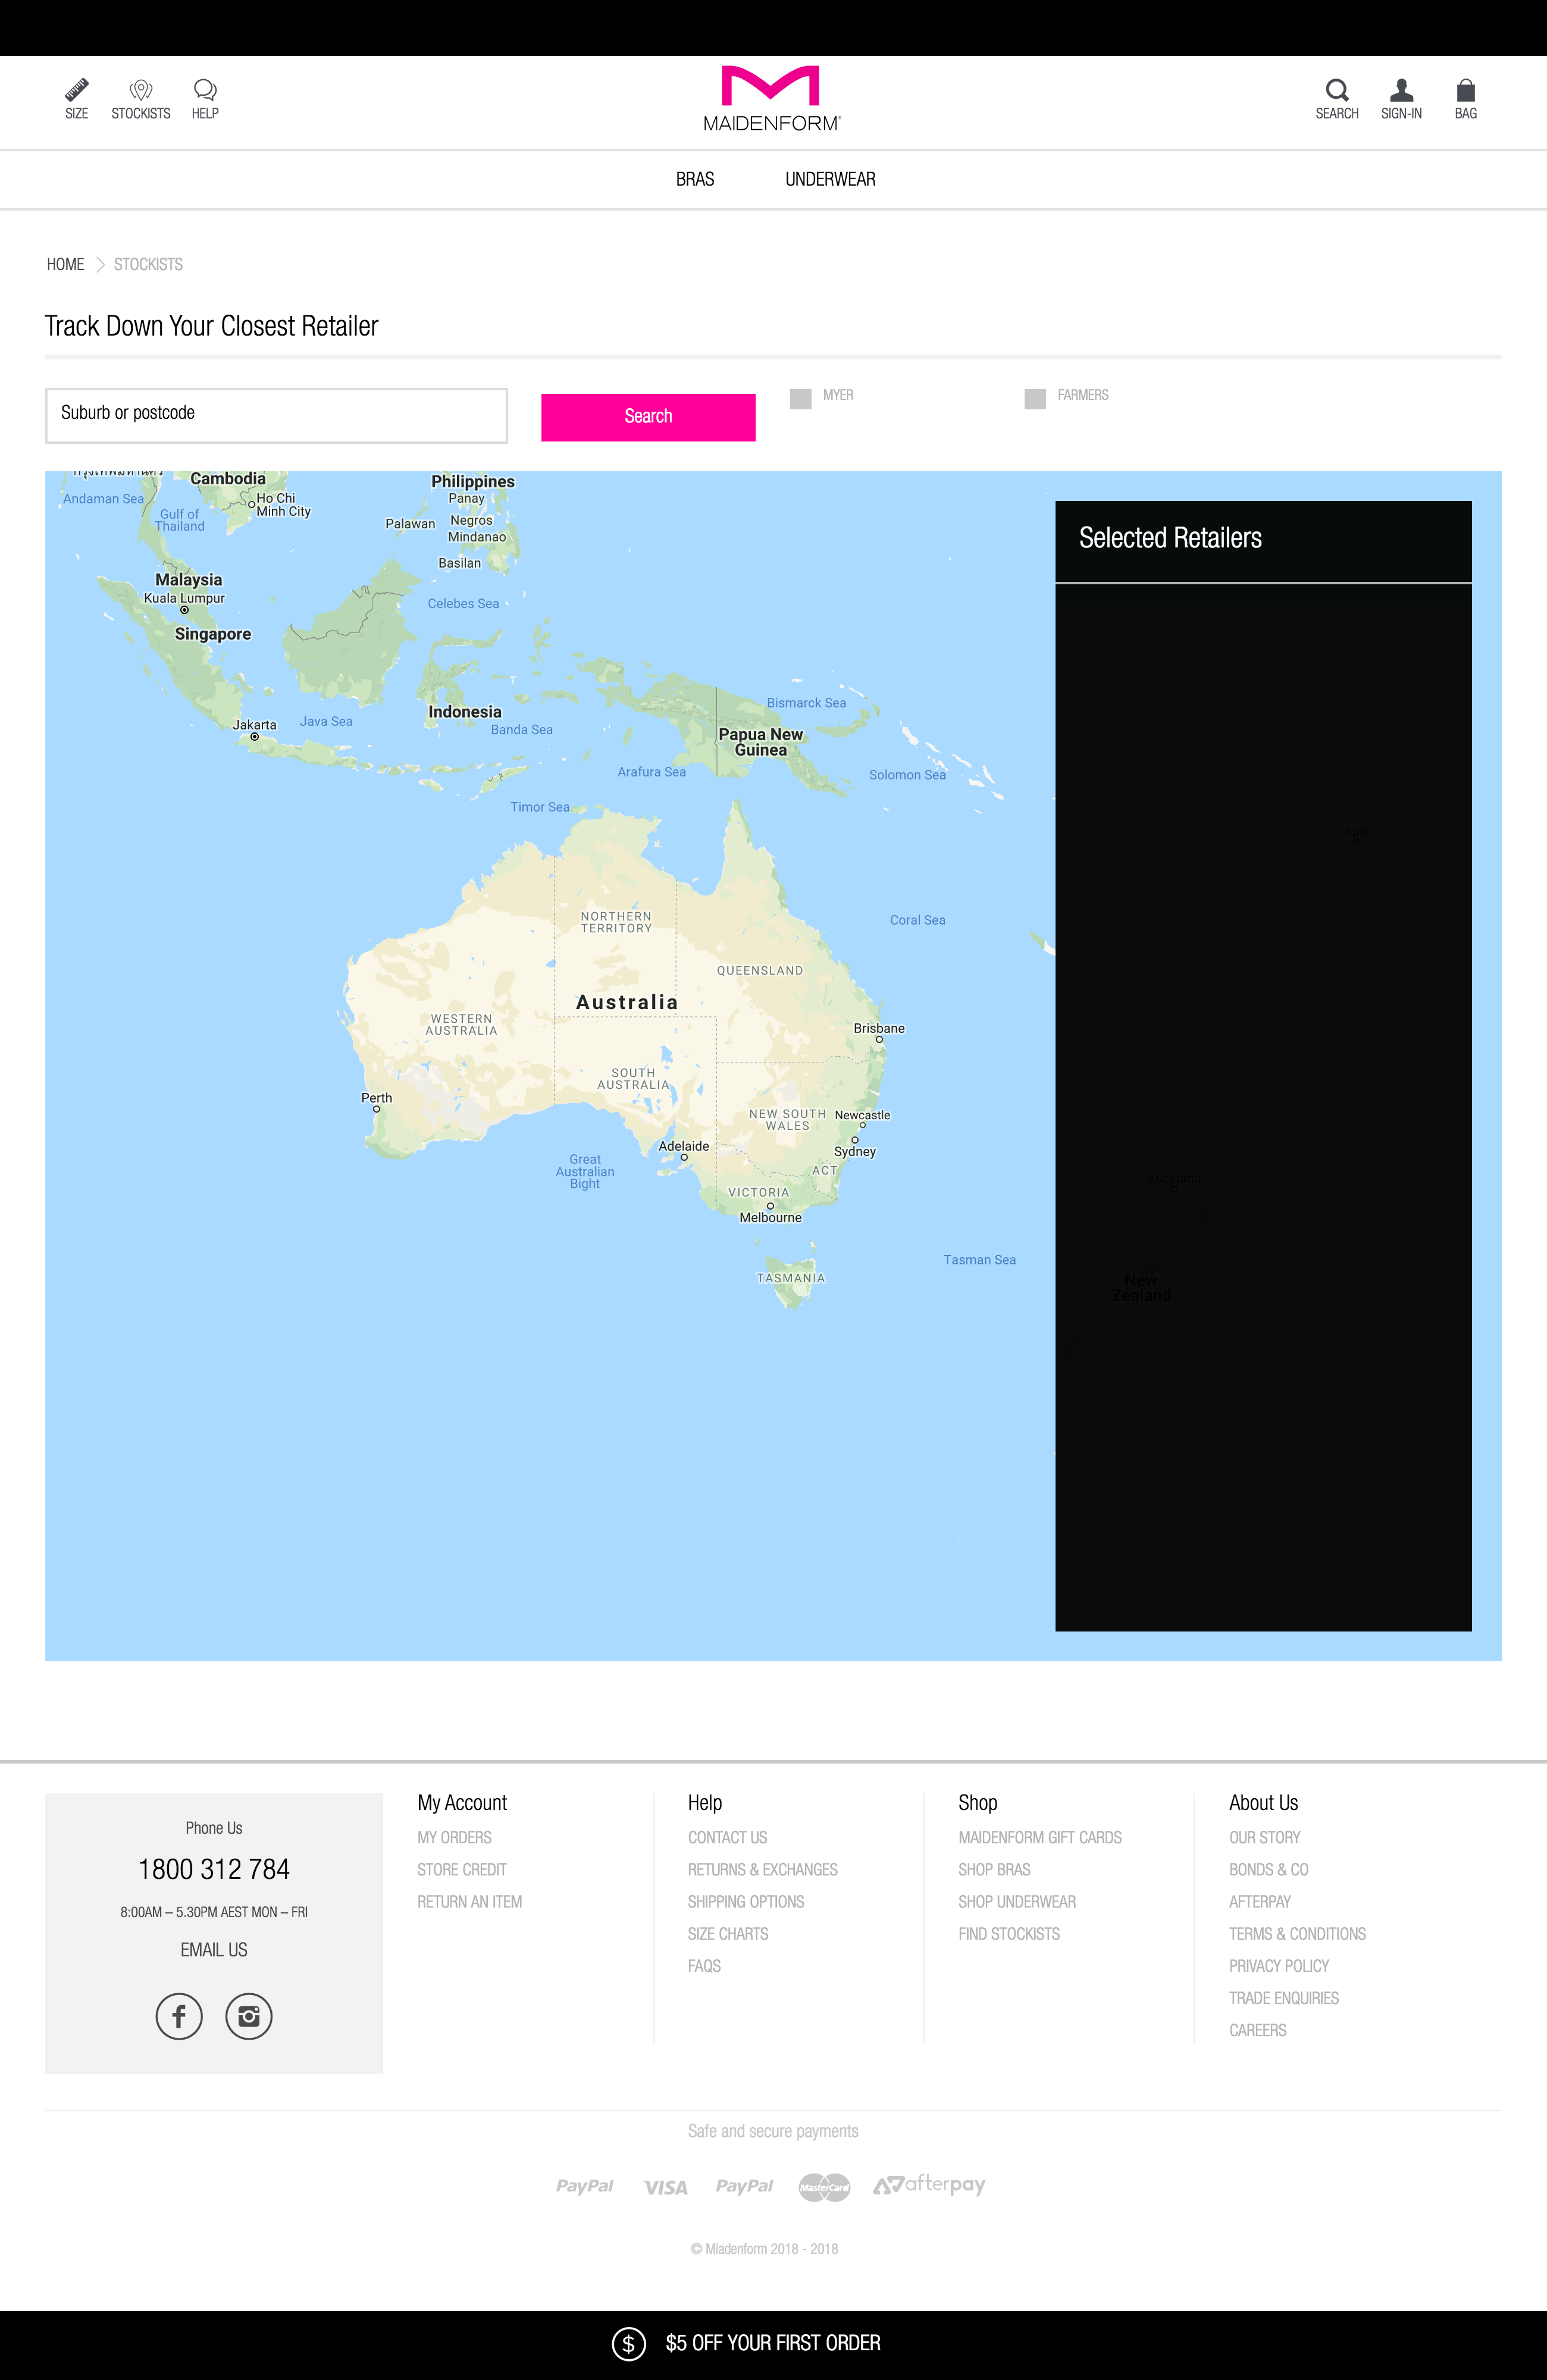 SIZE
STOCKISTS
HELP
MAIDENFORM®
SEARCH
SIGN-IN
BAG
BRAS
UNDERWEAR
HOME
STOCKISTS
Track Down Your Closest Retailer
Suburb or postcode
Search
MYER
FARMERS
Cambodia
Philippines
Andaman Sea
Ho Chi
Minh City
Panay
Gulf of
Thailand
Palawan
Negros
Mindanao
Basilan
Selected Retailers
Malaysia
Kuala Lumpur
Celebes Sea
Singapore
Indonesia
Bismarck Sea
Jakarta
Java Sea
Banda Sea
Papua New
Guinea
Arafura Sea
Solomon Sea
Timor Sea
Apia
NORTHERN
TERRITORY
Coral Sea
QUEENSLAND
Australia
WESTERN
AUSTRALIA
Brisbane
SOUTH
AUSTRALIA
Perth
NEW SOUTH
WALES
Newcastle
Adelaide
Sydney
Great
Australian
Bight
ACT
Auckland
VICTORIA
Melbourne
Tasman Sea
TASMANIA
New
Zealand
Phone Us
1800 312 784
8:00AM – 5.30PM AEST MON – FRI
EMAIL US
My Account
MY ORDERS
STORE CREDIT
RETURN AN ITEM
Help
CONTACT US
RETURNS & EXCHANGES
SHIPPING OPTIONS
SIZE CHARTS
FAQS
Shop
MAIDENFORM GIFT CARDS
SHOP BRAS
SHOP UNDERWEAR
FIND STOCKISTS
About Us
OUR STORY
BONDS & CO
AFTERPAY
TERMS & CONDITIONS
PRIVACY POLICY
TRADE ENQUIRIES
CAREERS
Safe and secure payments
PayPal
VISA
PayPal
MasterCard
afterpay
© Miadenform 2018 - 2018
$5 OFF YOUR FIRST ORDER